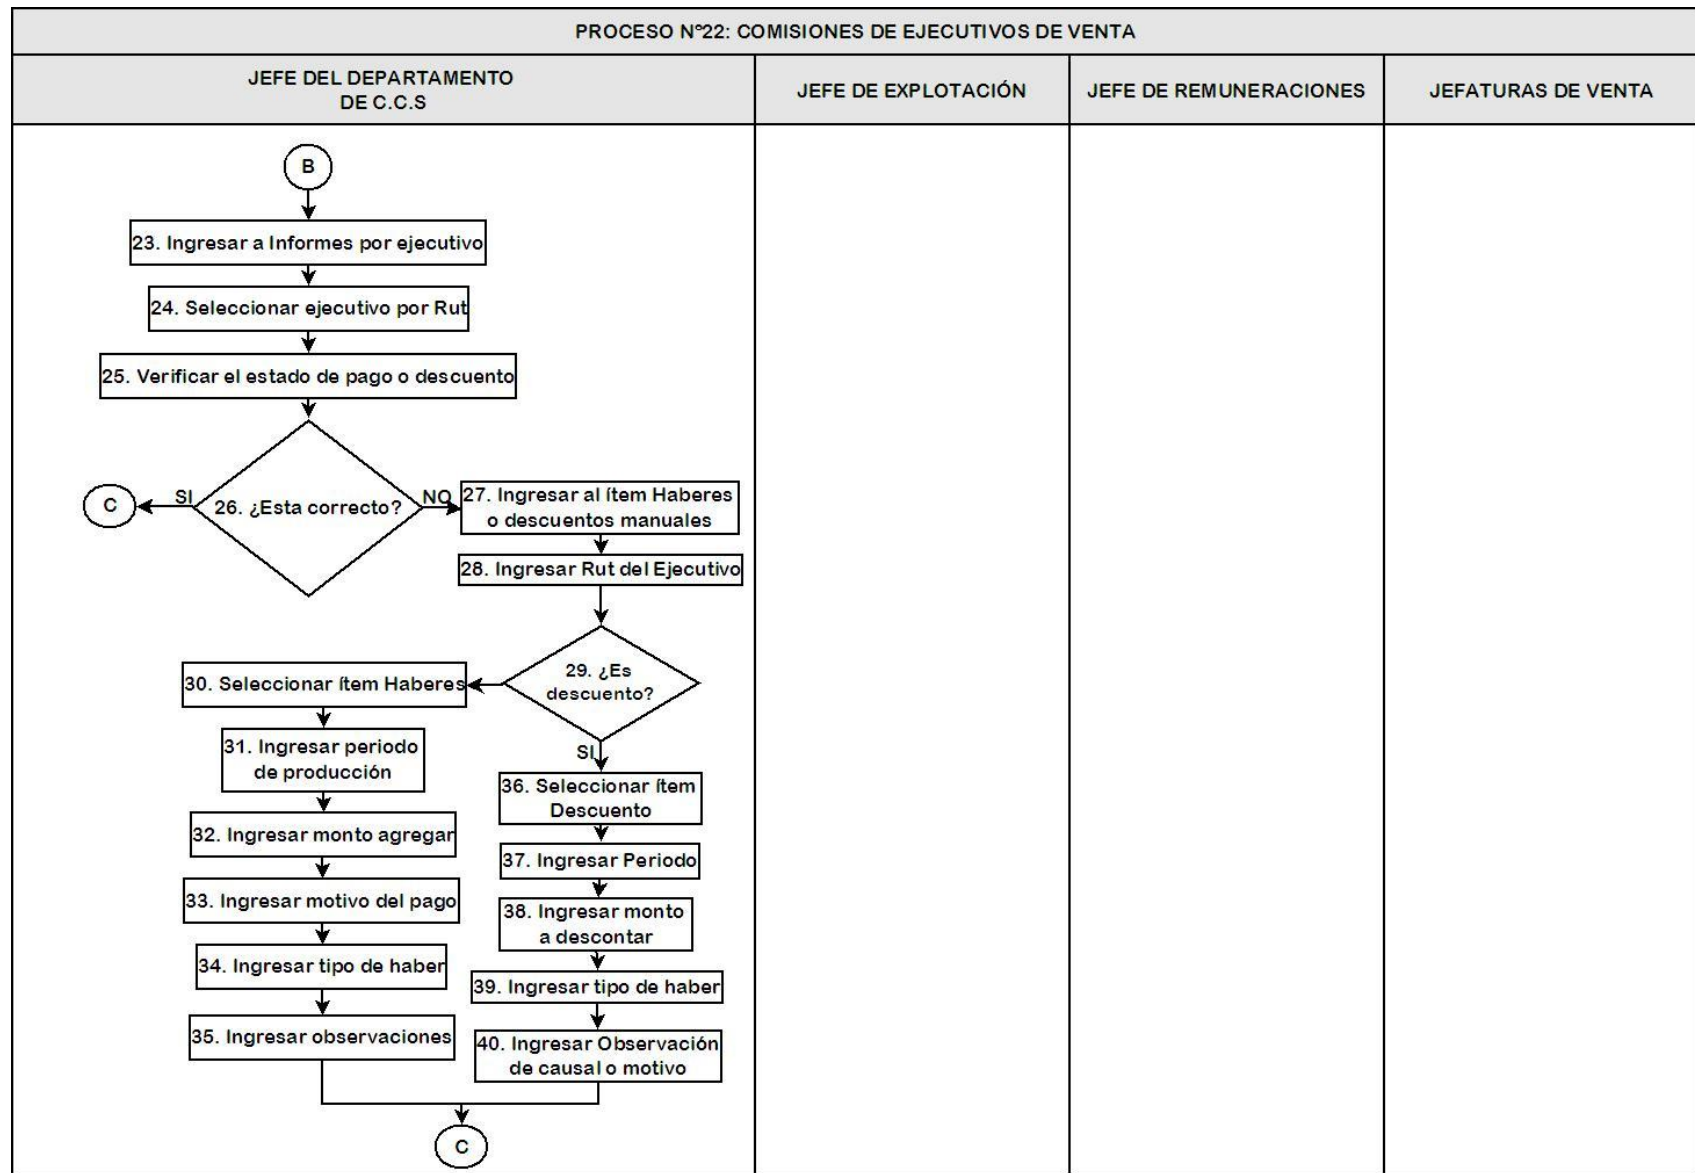 PROCESO Nº22: COMISIONES DE EJECUTIVOS DE VENTA
JEFE DEL DEPARTAMENTO
DE C.C.S
JEFE DE EXPLOTACIÓN
JEFE DE REMUNERACIONES
JEFATURAS DE VENTA
B
23. Ingresar a Informes por ejecutivo
24. Seleccionar ejecutivo por Rut
25. Verificar el estado de pago o descuento
C
SI
26. ¿Esta correcto?
NO
27. Ingresar al ítem Haberes
o descuentos manuales
28. Ingresar Rut del Ejecutivo
29. ¿Es
descuento?
30. Seleccionar ítem Haberes
31. Ingresar periodo
de producción
32. Ingresar monto agregar
33. Ingresar motivo del pago
34. Ingresar tipo de haber
35. Ingresar observaciones
SI
36. Seleccionar ítem
Descuento
37. Ingresar Periodo
38. Ingresar monto
a descontar
39. Ingresar tipo de haber
40. Ingresar Observación
de causal o motivo
C